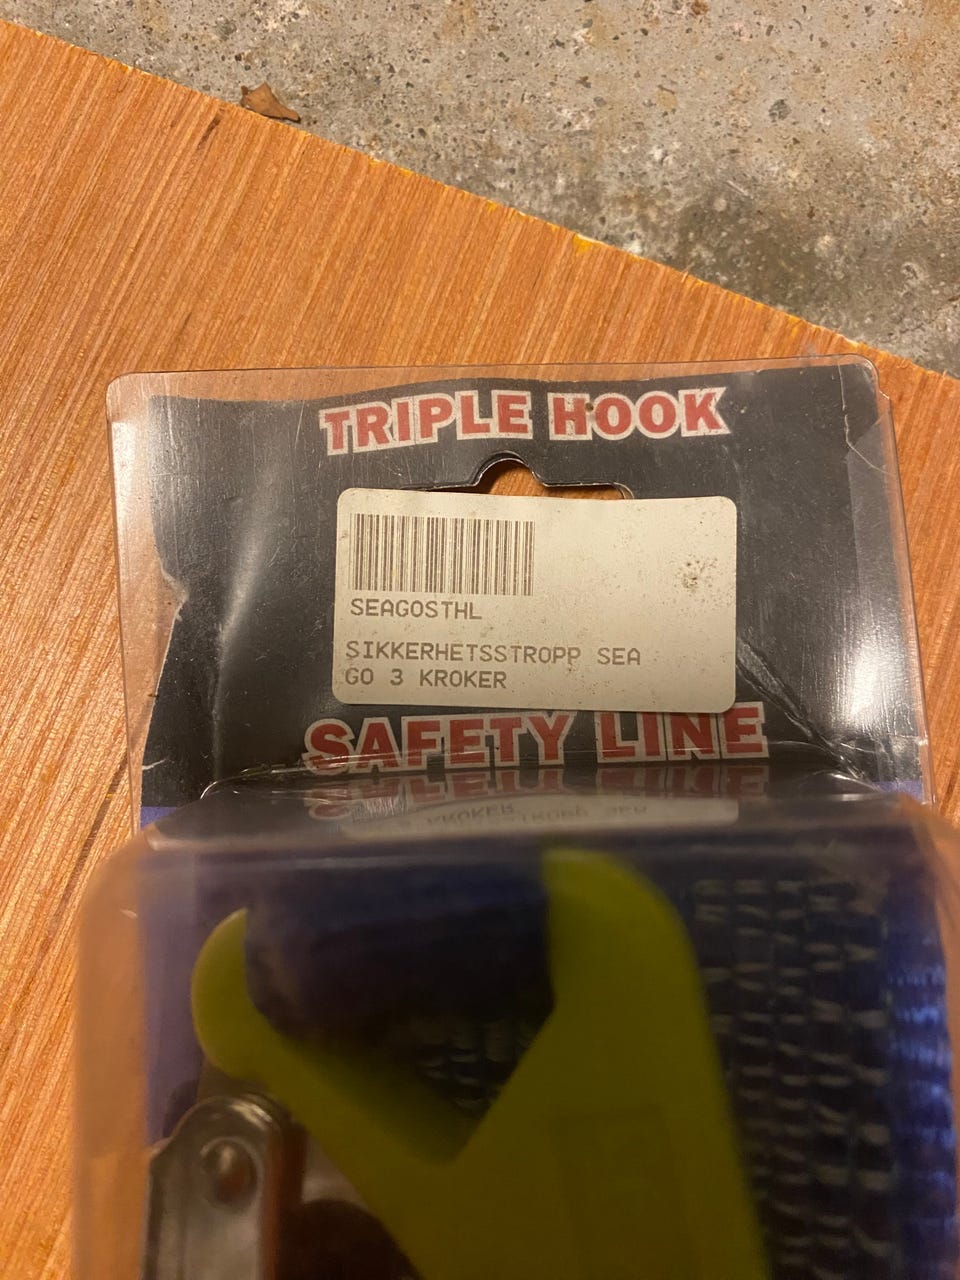 TRIPLE HOOK
SEAGOSTHL
SIKKERHETSSTROPP SEA
GO 3 KROKER
SAFETY LINE